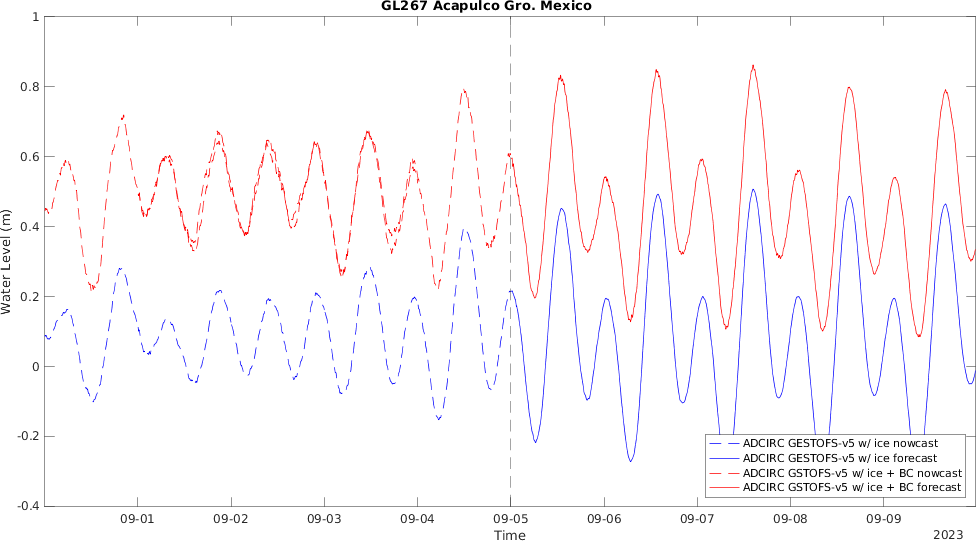 GL267 Acapulco Gro. Mexico
1
0.8
0.6
0.4
0.2
0
-0.2
-0.4
Water Level (m)
ADCIRC GESTOFS-v5 w/ ice nowcast
ADCIRC GESTOFS-v5 w/ ice forecast
ADCIRC GSTOFS-v5 w/ ice + BC nowcast
ADCIRC GSTOFS-v5 w/ ice + BC forecast
09-01 09-02 09-03 09-04 09-05 09-06 09-07 09-08 09-09
Time
2023